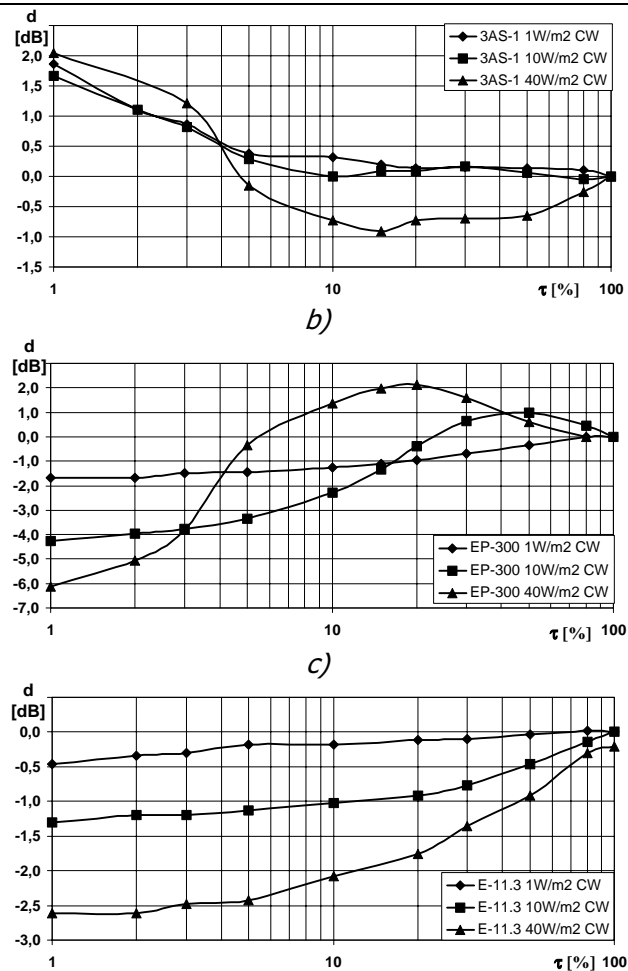 d
[dB]
2,0
1,5
1,0
0,5
0,0
-0,5
-1,0
-1,5
3AS-1 1W/m2 CW
3AS-1 10W/m2 CW
3AS-1 40W/m2 CW
1 10 100
τ [%]
b)
d
[dB]
2,0
1,0
0,0
-1,0
-2,0
-3,0
-4,0
-5,0
-6,0
-7,0
EP-300 1W/m2 CW
EP-300 10W/m2 CW
EP-300 40W/m2 CW
1 10 100
τ [%]
c)
d
[dB]
0,0
-0,5
-1,0
-1,5
-2,0
-2,5
-3,0
E-11.3 1W/m2 CW
E-11.3 10W/m2 CW
E-11.3 40W/m2 CW
1 10 100
τ [%]